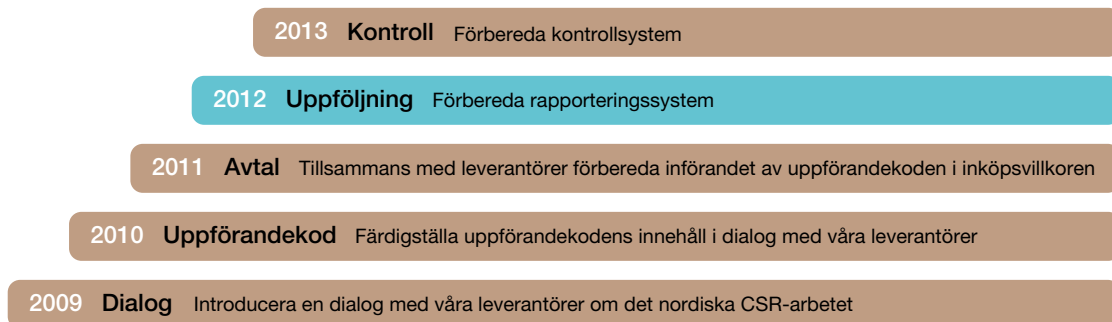 2013 Kontroll Förbereda kontrollsystem
2012 Uppföljning Förbereda rapporteringssystem
2011 Avtal Tillsammans med leverantörer förbereda införandet av uppförandekoden i inköpsvillkoren
2010 Uppförandekod Färdigställa uppförandekodens innehåll i dialog med våra leverantörer
2009 Dialog Introducera en dialog med våra leverantörer om det nordiska CSR-arbetet